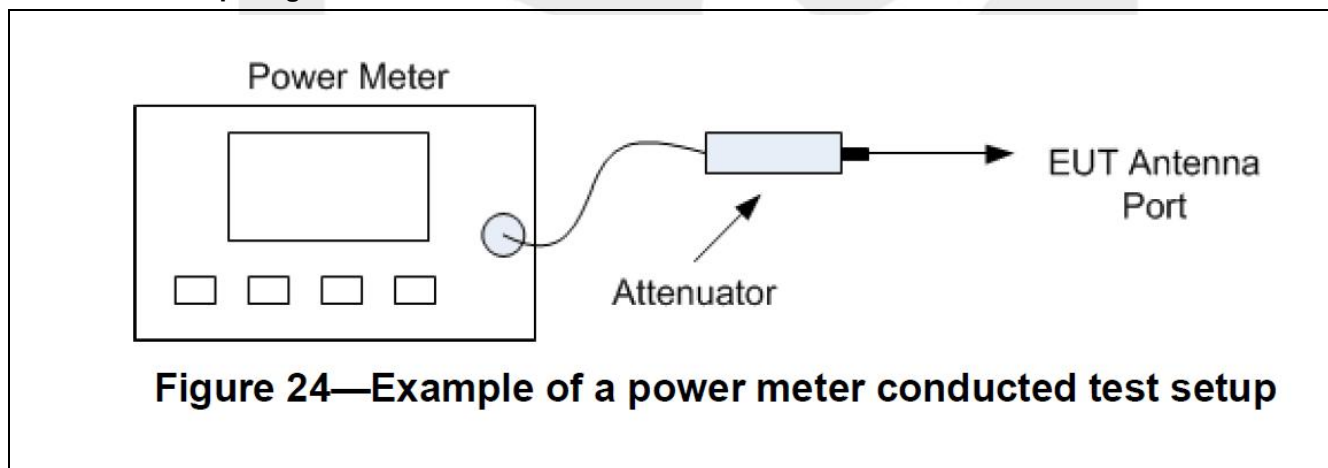 Power Meter
EUT Antenna
Port
Attenuator
Figure 24—Example of a power meter conducted test setup